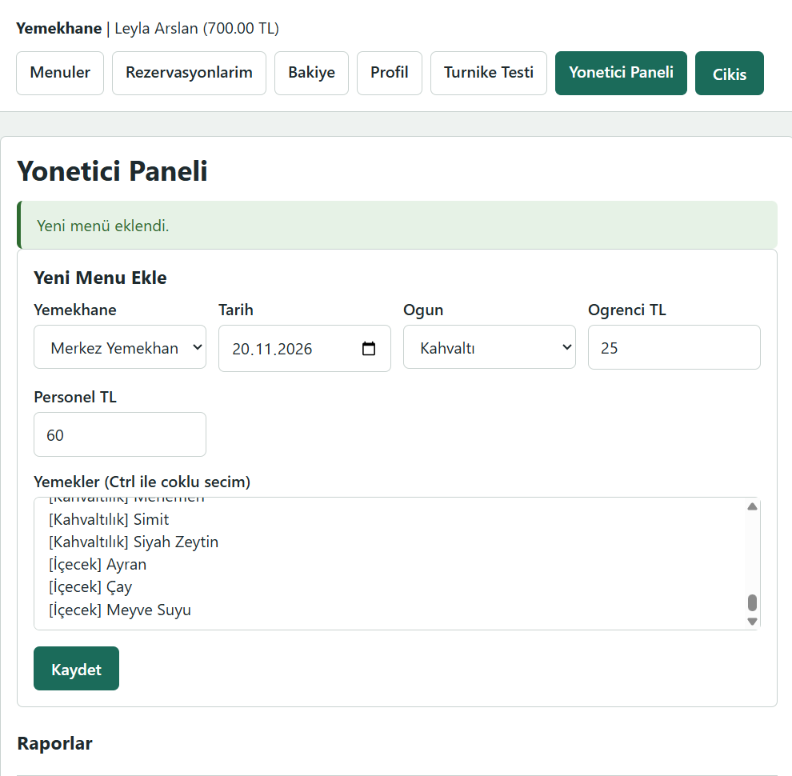 Yemekhane | Leyla Arslan (700.00 TL)
Menuler Rezervasyonlarim Bakiye Profil Turnike Testi Yonetici Paneli Cikis
Yonetici Paneli
Yeni menü eklendi.
Yeni Menu Ekle
Yemekhane Tarih Ogun Ogrenci TL
Merkez Yemekhan 20.11.2026 Kahvaltı 25
Personel TL
60
Yemekler (Ctrl ile coklu secim)
[Kahvaltılık] Menemen
[Kahvaltılık] Simit
[Kahvaltılık] Siyah Zeytin
[İçecek] Ayran
[İçecek] Çay
[İçecek] Meyve Suyu
Kaydet
Raporlar